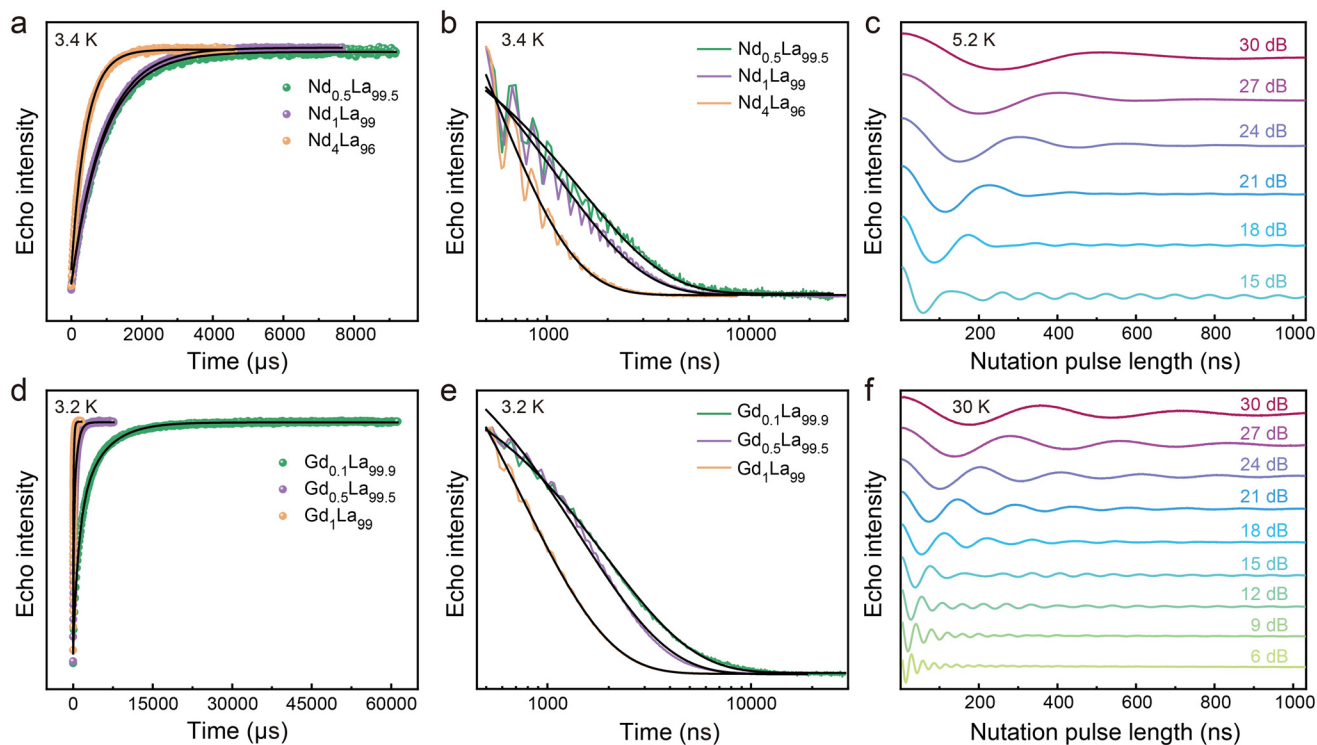 a
3.4 K
Nd0.5La99.5
Nd1La99
Nd4La96
Echo intensity
0 2000 4000 6000 8000
Time (µs)
b
3.4 K
Nd0.5La99.5
Nd1La99
Nd4La96
Echo intensity
1000 10000
Time (ns)
c
5.2 K
30 dB
27 dB
24 dB
21 dB
18 dB
15 dB
Echo intensity
200 400 600 800 1000
Nutation pulse length (ns)
d
3.2 K
Gd0.1La99.9
Gd0.5La99.5
Gd1La99
Echo intensity
0 15000 30000 45000 60000
Time (µs)
e
3.2 K
Gd0.1La99.9
Gd0.5La99.5
Gd1La99
Echo intensity
1000 10000
Time (ns)
f
30 K
30 dB
27 dB
24 dB
21 dB
18 dB
15 dB
12 dB
9 dB
6 dB
Echo intensity
200 400 600 800 1000
Nutation pulse length (ns)